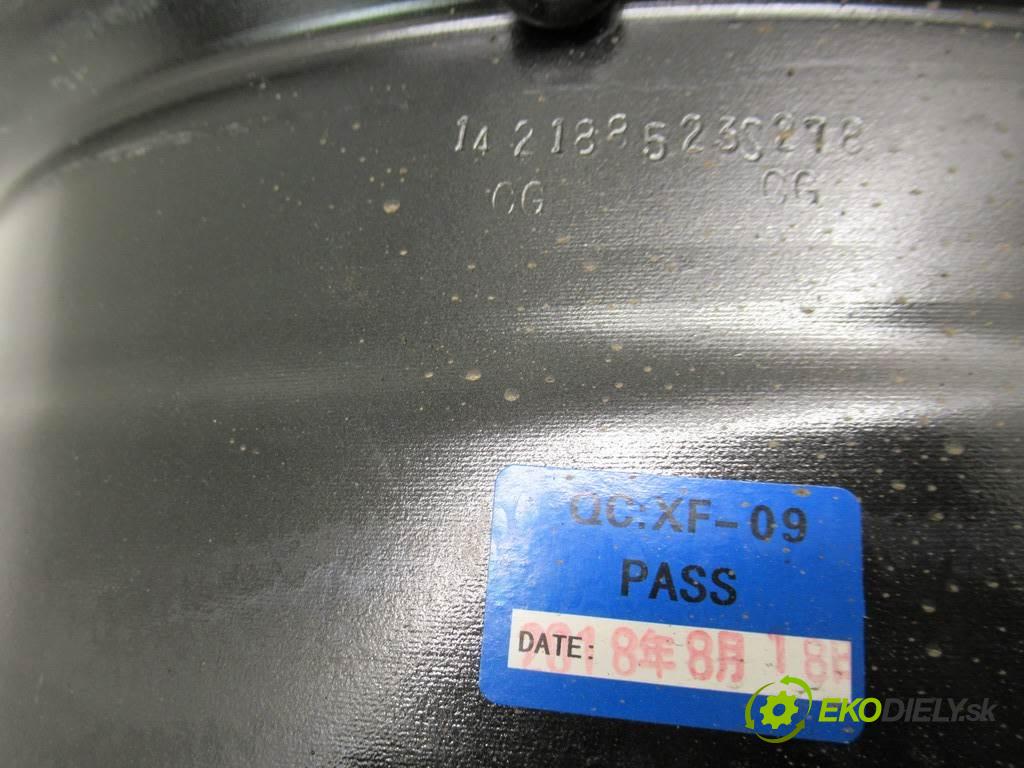 14 2188523C278
CG CG
QC:XF-09
PASS
DATE: 2018年8月18日
EKODIELY.sk